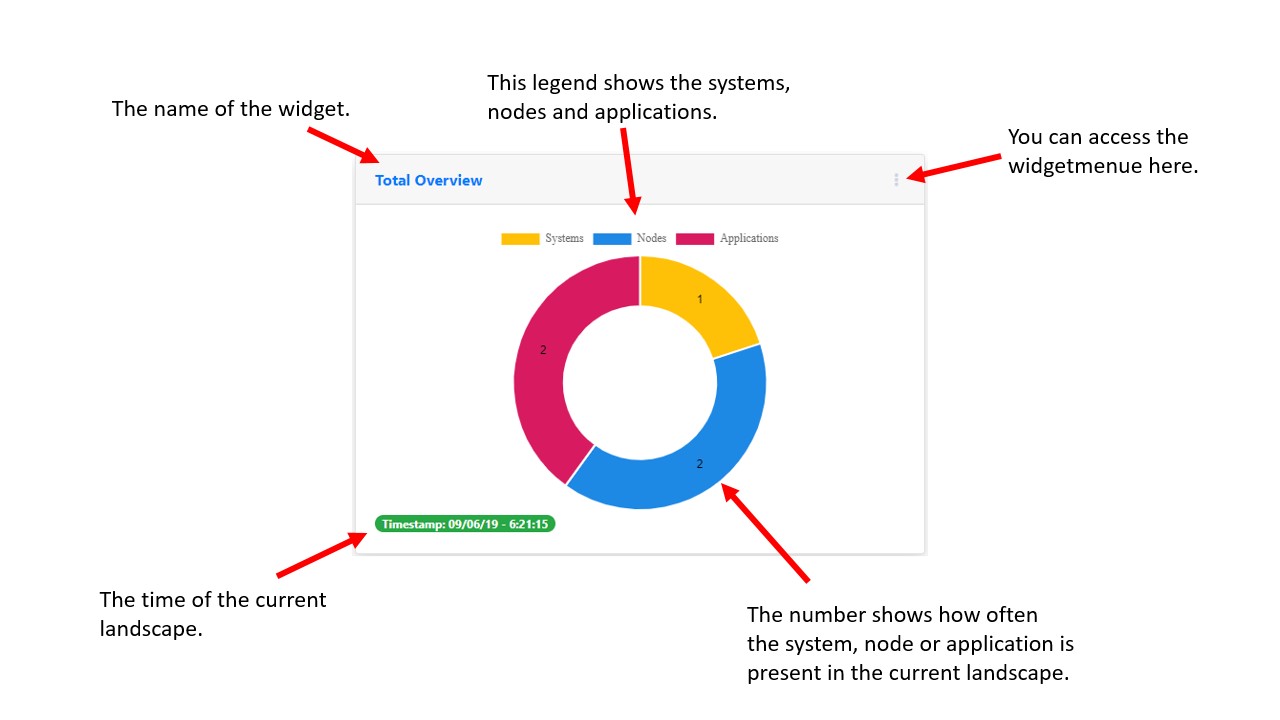 This legend shows the systems,
nodes and applications.
The name of the widget.
You can access the
widgetmenue here.
Total Overview
Systems Nodes Applications
1
2
2
Timestamp: 09/06/19 - 6:21:15
The time of the current
landscape.
The number shows how often
the system, node or application is
present in the current landscape.